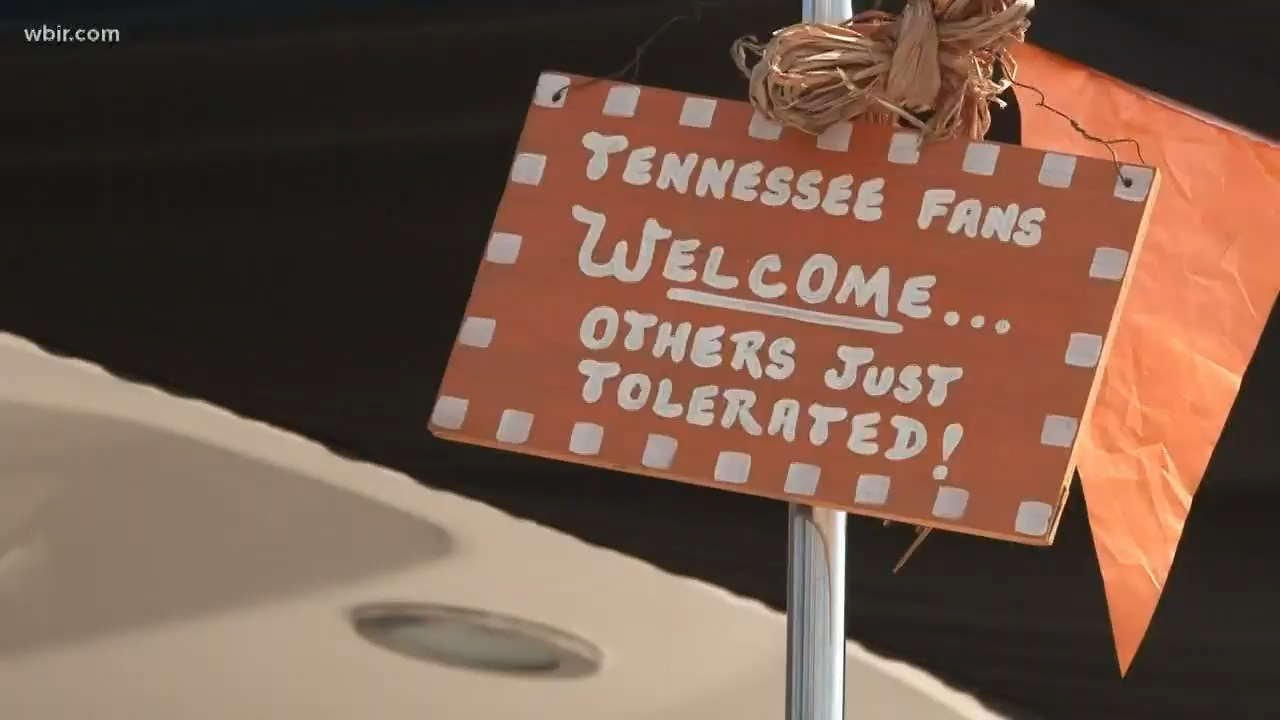 wbir.com
TENNESSEE FANS
WELCOME...
OTHERS JUST
TOLERATED!